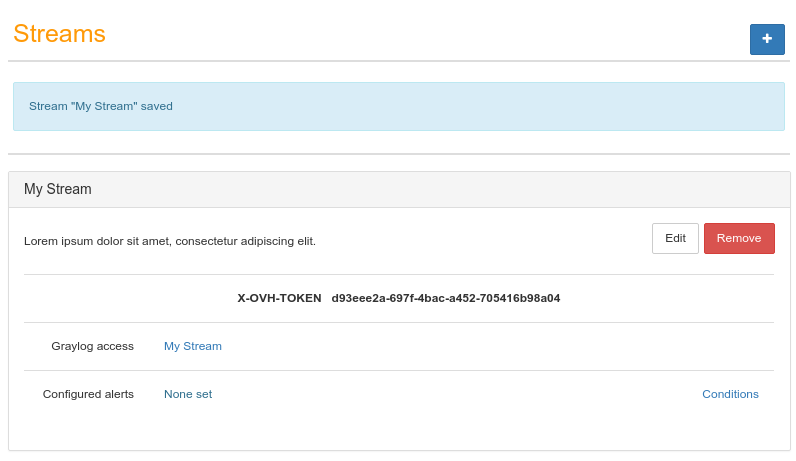 Streams
+
Stream "My Stream" saved
My Stream
Lorem ipsum dolor sit amet, consectetur adipiscing elit.
Edit
Remove
X-OVH-TOKEN d93eee2a-697f-4bac-a452-705416b98a04
Graylog access My Stream
Configured alerts None set Conditions